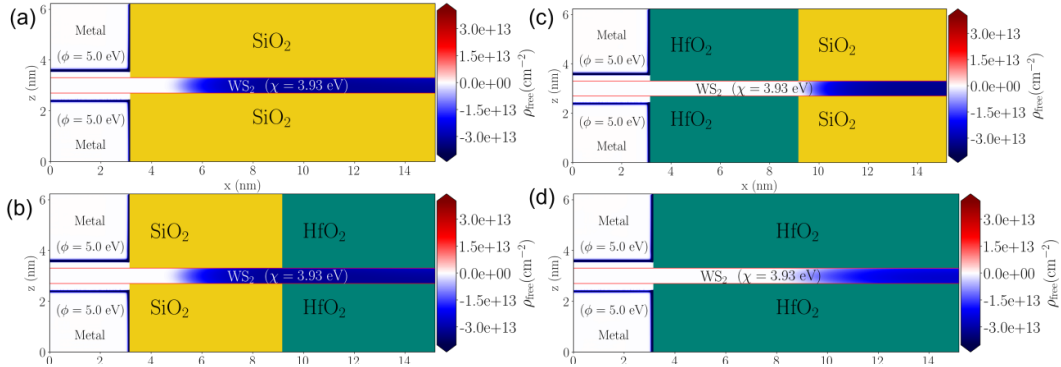 (a)
6
4
2
0
z (nm)
Metal
(ϕ = 5.0 eV)
SiO₂
WS₂ (χ = 3.93 eV)
(ϕ = 5.0 eV)
Metal
SiO₂
0 2 4 6 8 10 12 14
x (nm)
4.0e+13
1.5e+13
0.00e+00
-1.5e+13
-3.0e+13
ρfree(cm⁻²)
(c)
6
4
2
0
z (nm)
Metal
(ϕ = 5.0 eV)
HfO₂
SiO₂
WS₂ (χ = 3.93 eV)
(ϕ = 5.0 eV)
Metal
HfO₂
SiO₂
0 2 4 6 8 10 12 14
x (nm)
4.0e+13
1.5e+13
0.00e+00
-1.5e+13
-3.0e+13
ρfree(cm⁻²)
(b)
6
4
2
0
z (nm)
Metal
(ϕ = 5.0 eV)
SiO₂
HfO₂
WS₂ (χ = 3.93 eV)
(ϕ = 5.0 eV)
Metal
SiO₂
HfO₂
0 2 4 6 8 10 12 14
x (nm)
3.0e+13
1.5e+13
0.00e+00
-1.5e+13
-3.0e+13
ρfree(cm⁻²)
(d)
6
4
2
0
z (nm)
Metal
(ϕ = 5.0 eV)
HfO₂
WS₂ (χ = 3.93 eV)
(ϕ = 5.0 eV)
Metal
HfO₂
0 2 4 6 8 10 12 14
x (nm)
3.0e+13
1.5e+13
0.00e+00
-1.5e+13
-3.0e+13
ρfree(cm⁻²)